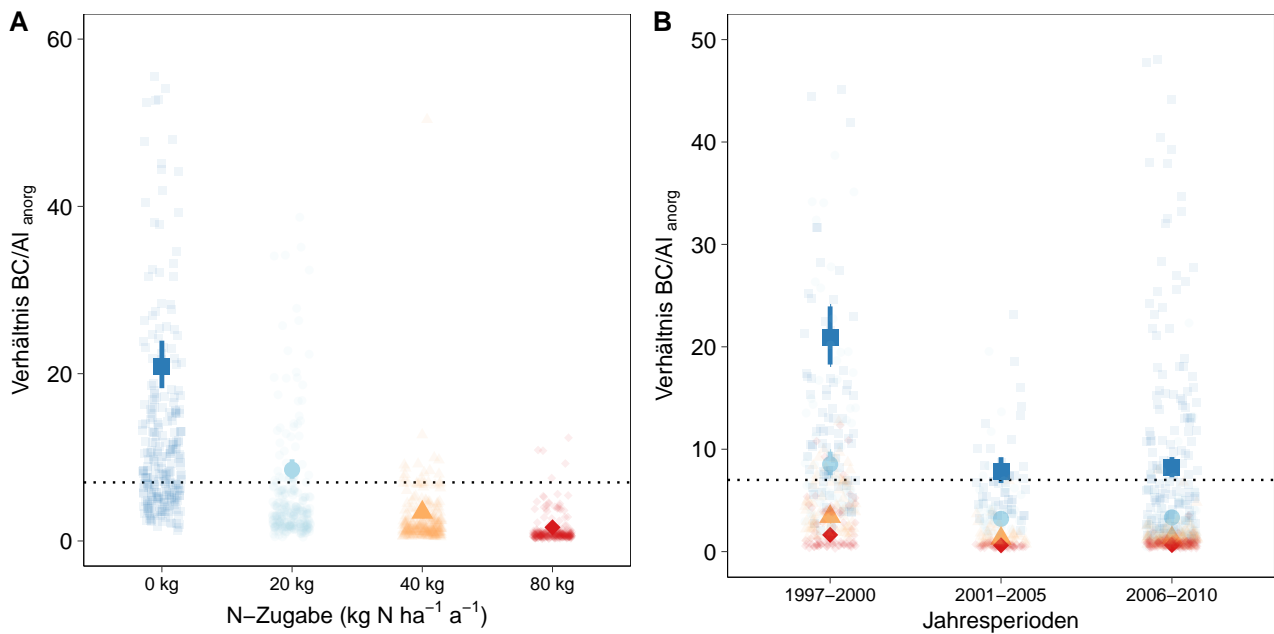 A
Verhältnis BC/Al anorg
60
40
20
0
0 kg 20 kg 40 kg 80 kg
N−Zugabe (kg N ha⁻¹ a⁻¹)
B
Verhältnis BC/Al anorg
50
40
30
20
10
0
1997−2000 2001−2005 2006−2010
Jahresperioden